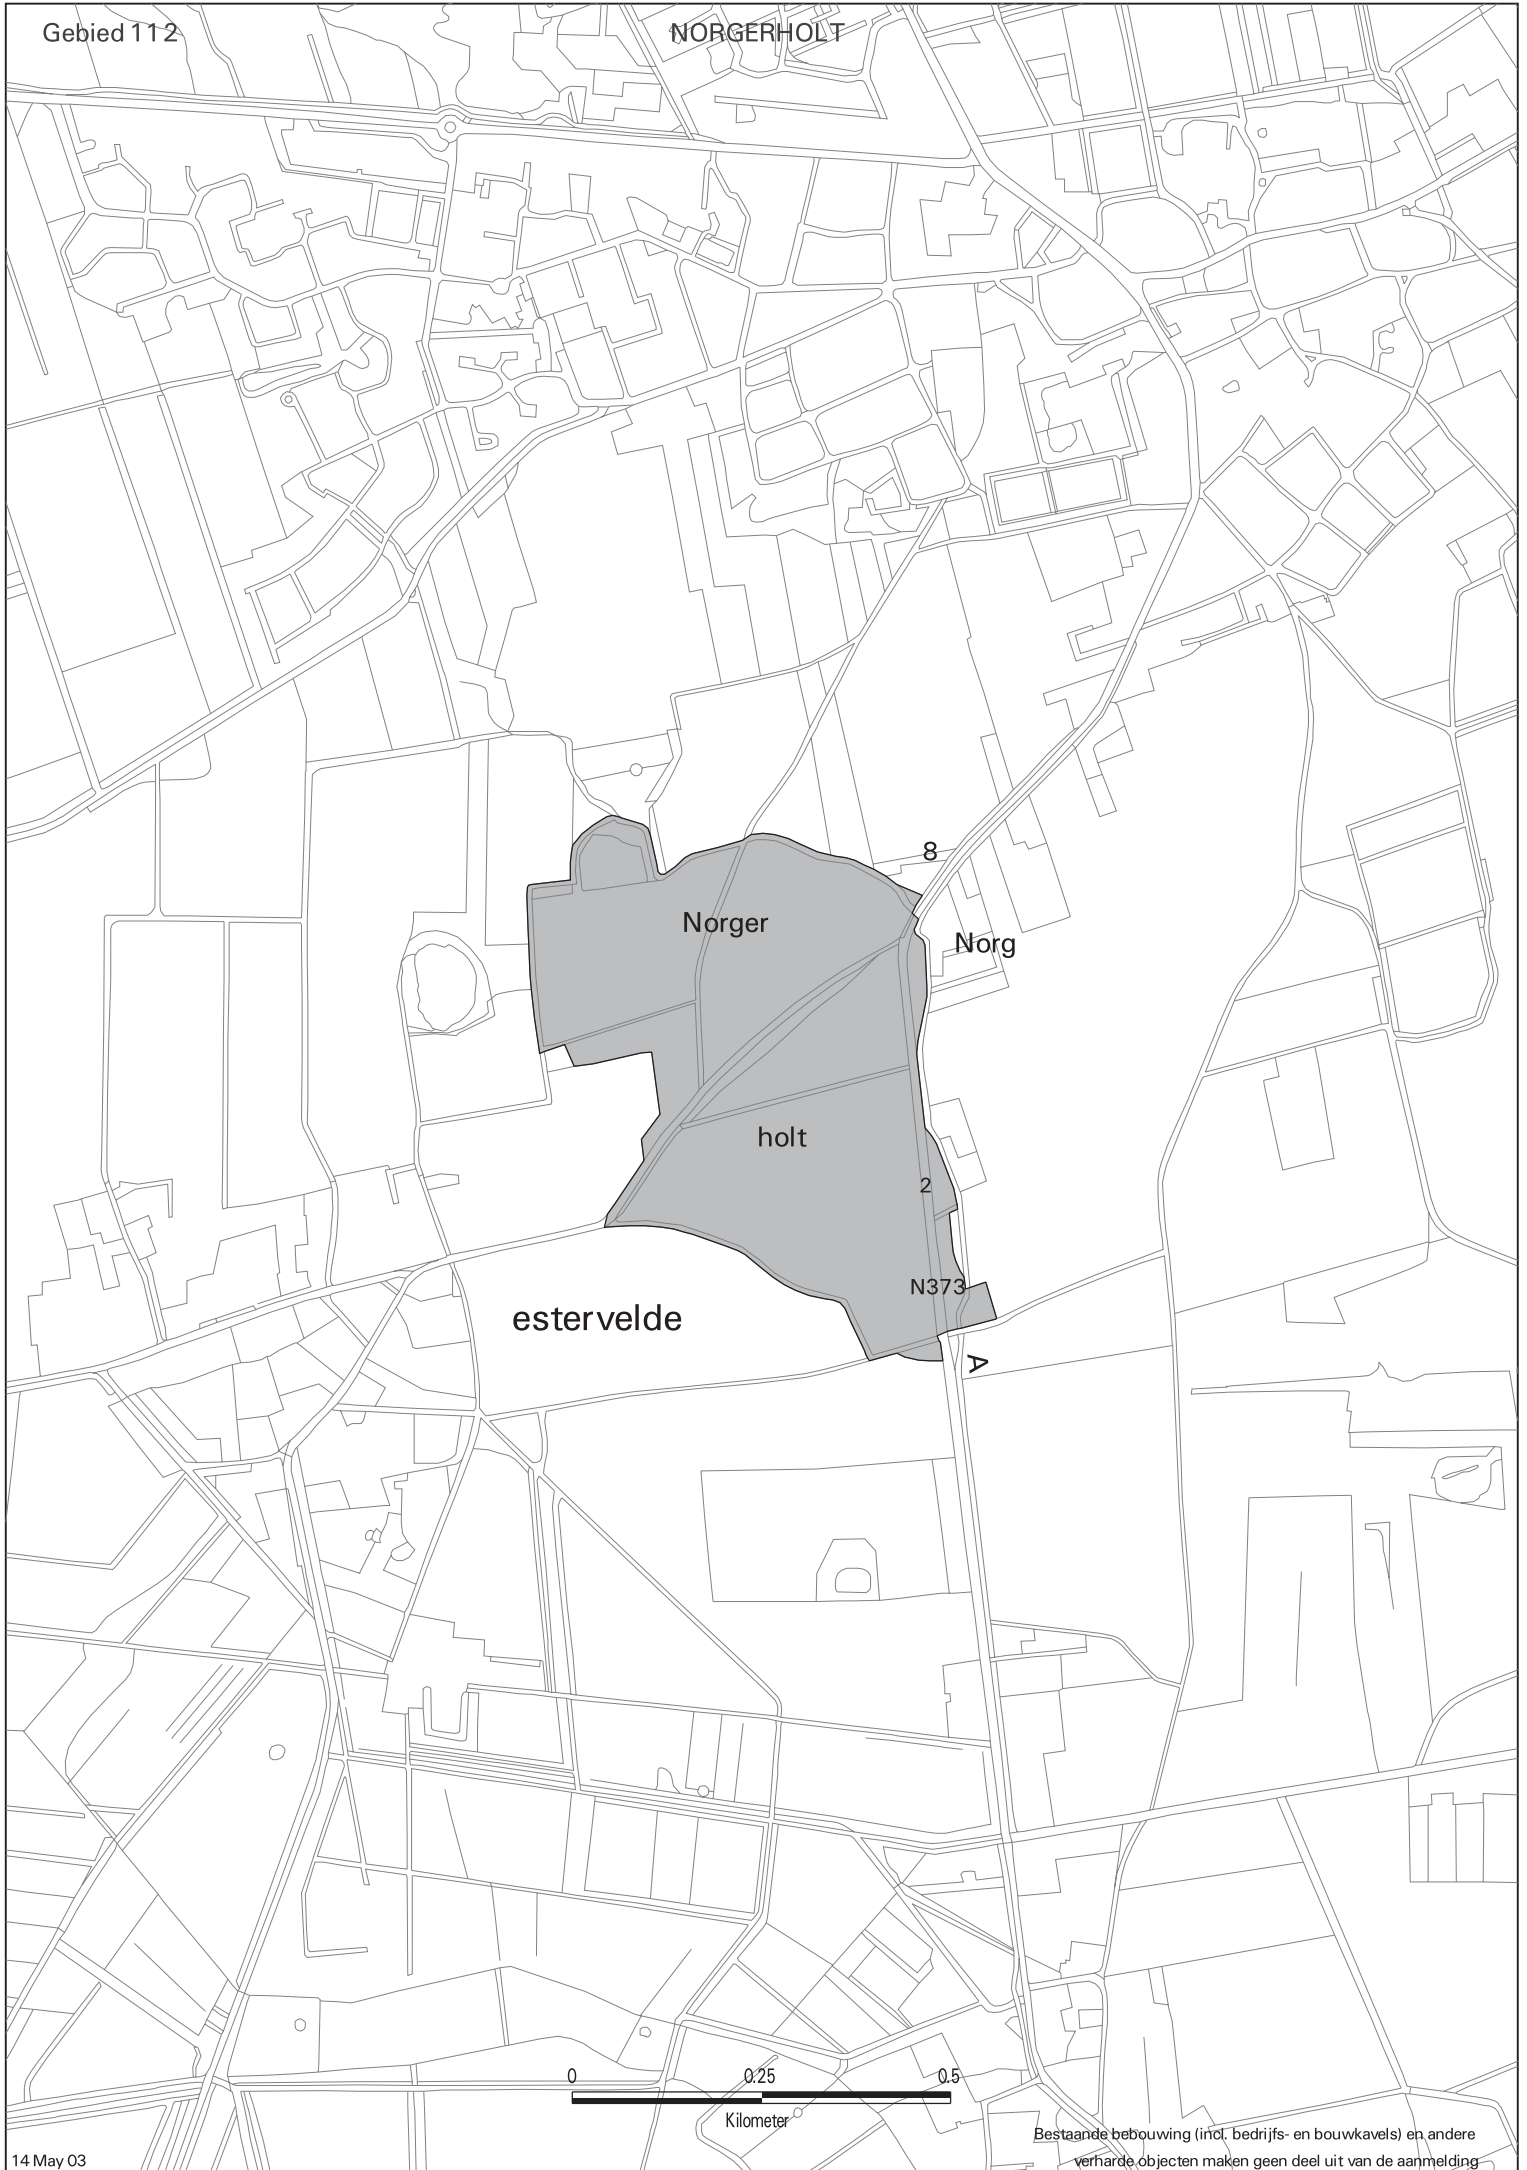 Gebied 112
NORGERHOLT
8
Norger
Norg
holt
2
N373
estervelde
A
0 0.25 0.5
Kilometer
Bestaande bebouwing (incl. bedrijfs- en bouwkavels) en andere
14 May 03
verharde objecten maken geen deel uit van de aanmelding